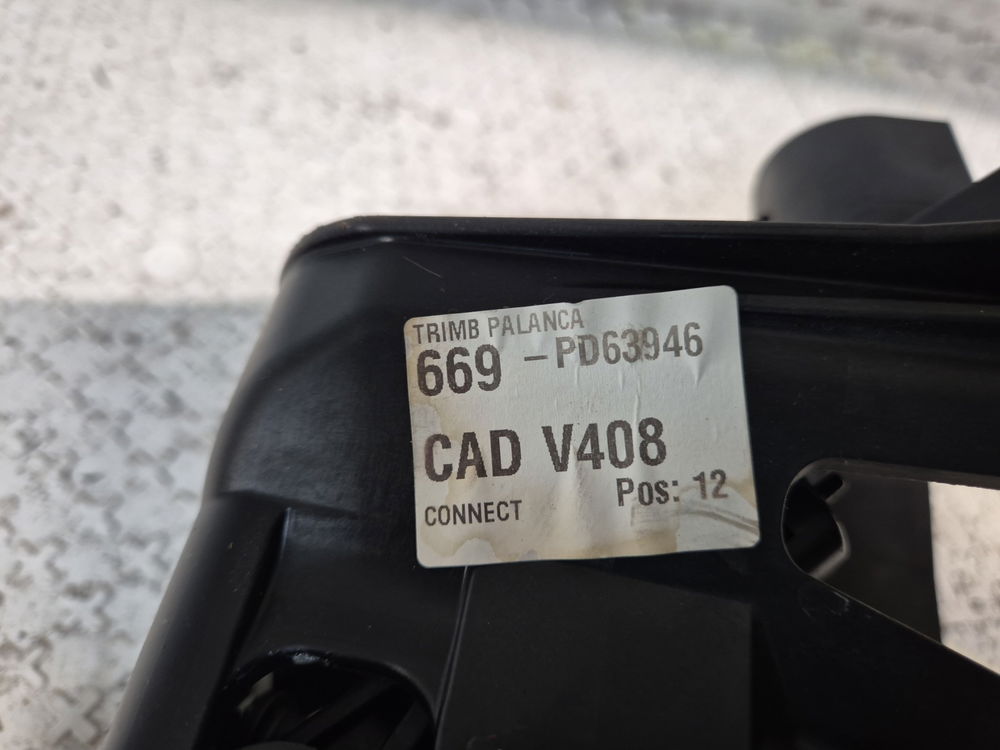 TRIMB PALANCA
669 -PD63946
CAD V408
Pos: 12
CONNECT